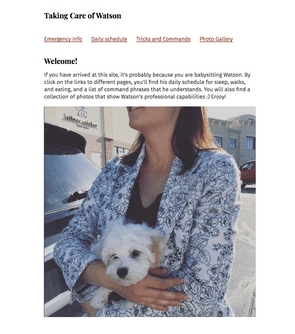 Taking Care of Watson
Emergency Info Daily schedule Tricks and Commands Photo Gallery
Welcome!
If you have arrived at this site, it's probably because you are babysitting Watson. By
click on the links to different pages, you'll find his daily schedule for sleep, walks,
and eating, and a list of command phrases that he understands. You will also find a
collection of photos that show Watson's professional capabilities :) Enjoy!